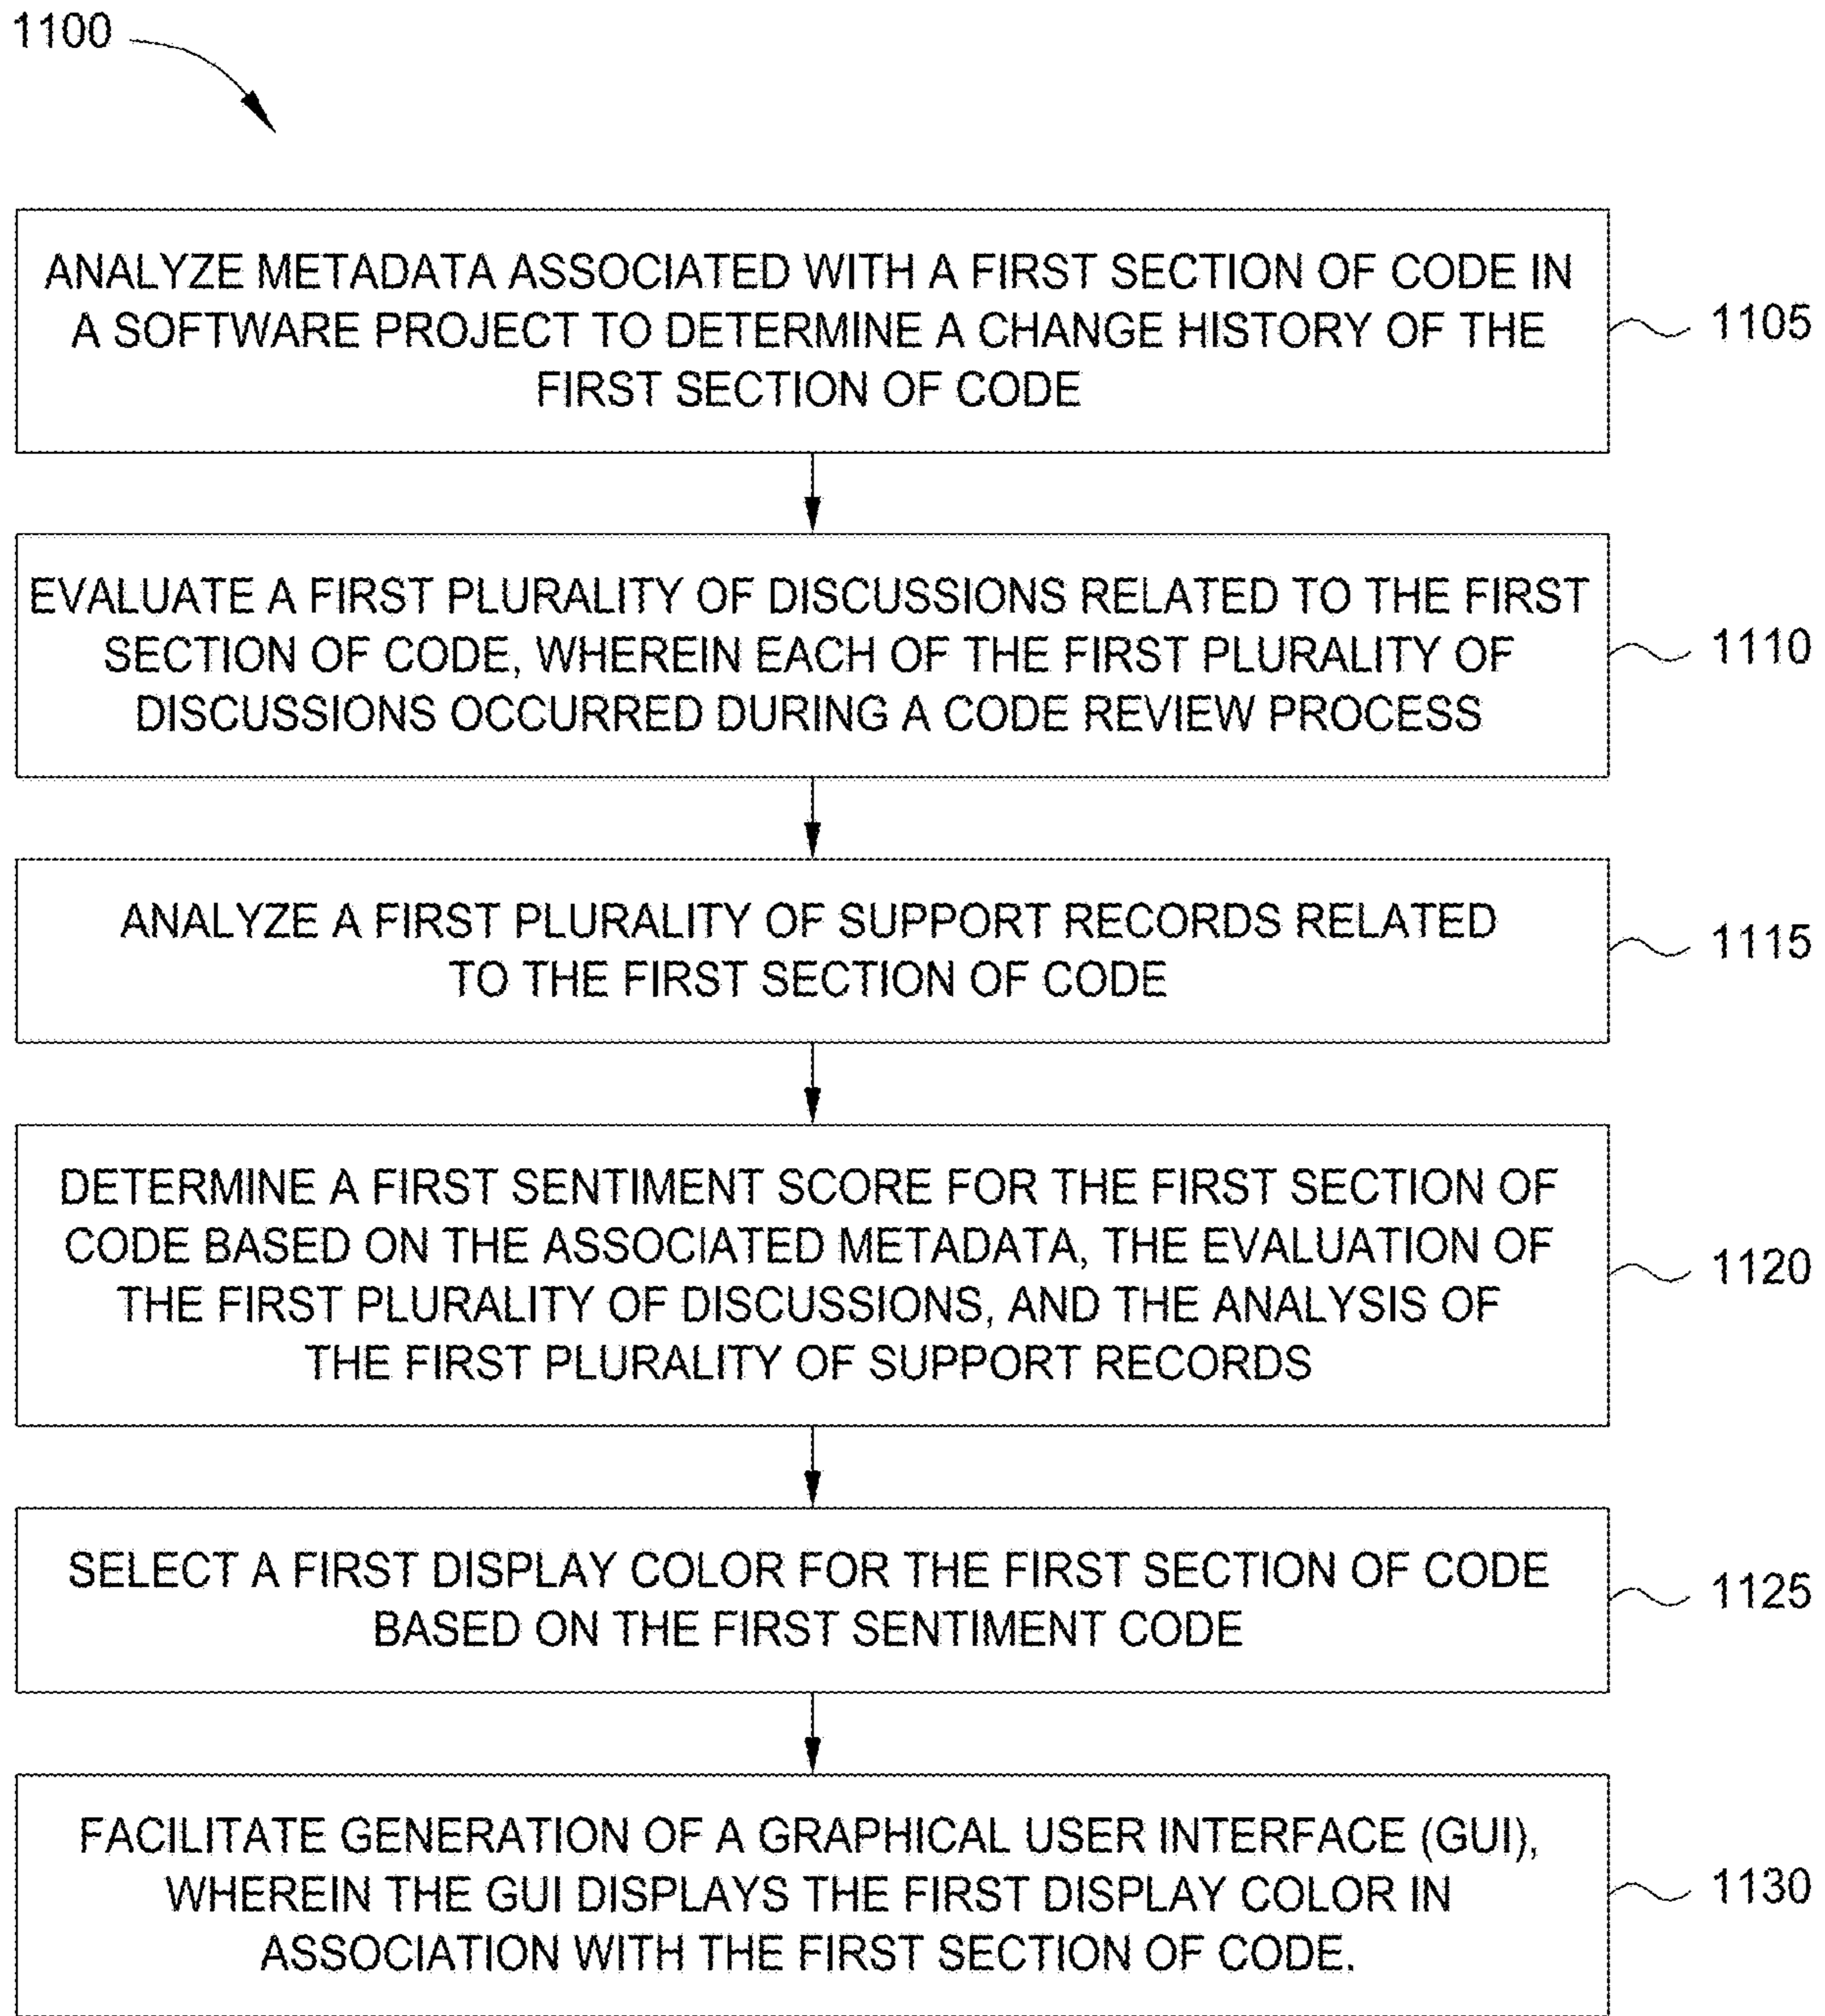 1100
ANALYZE METADATA ASSOCIATED WITH A FIRST SECTION OF CODE IN
A SOFTWARE PROJECT TO DETERMINE A CHANGE HISTORY OF THE
FIRST SECTION OF CODE
1105
EVALUATE A FIRST PLURALITY OF DISCUSSIONS RELATED TO THE FIRST
SECTION OF CODE, WHEREIN EACH OF THE FIRST PLURALITY OF
DISCUSSIONS OCCURRED DURING A CODE REVIEW PROCESS
1110
ANALYZE A FIRST PLURALITY OF SUPPORT RECORDS RELATED
TO THE FIRST SECTION OF CODE
1115
DETERMINE A FIRST SENTIMENT SCORE FOR THE FIRST SECTION OF
CODE BASED ON THE ASSOCIATED METADATA, THE EVALUATION OF
THE FIRST PLURALITY OF DISCUSSIONS, AND THE ANALYSIS OF
THE FIRST PLURALITY OF SUPPORT RECORDS
1120
SELECT A FIRST DISPLAY COLOR FOR THE FIRST SECTION OF CODE
BASED ON THE FIRST SENTIMENT CODE
1125
FACILITATE GENERATION OF A GRAPHICAL USER INTERFACE (GUI),
WHEREIN THE GUI DISPLAYS THE FIRST DISPLAY COLOR IN
ASSOCIATION WITH THE FIRST SECTION OF CODE.
1130